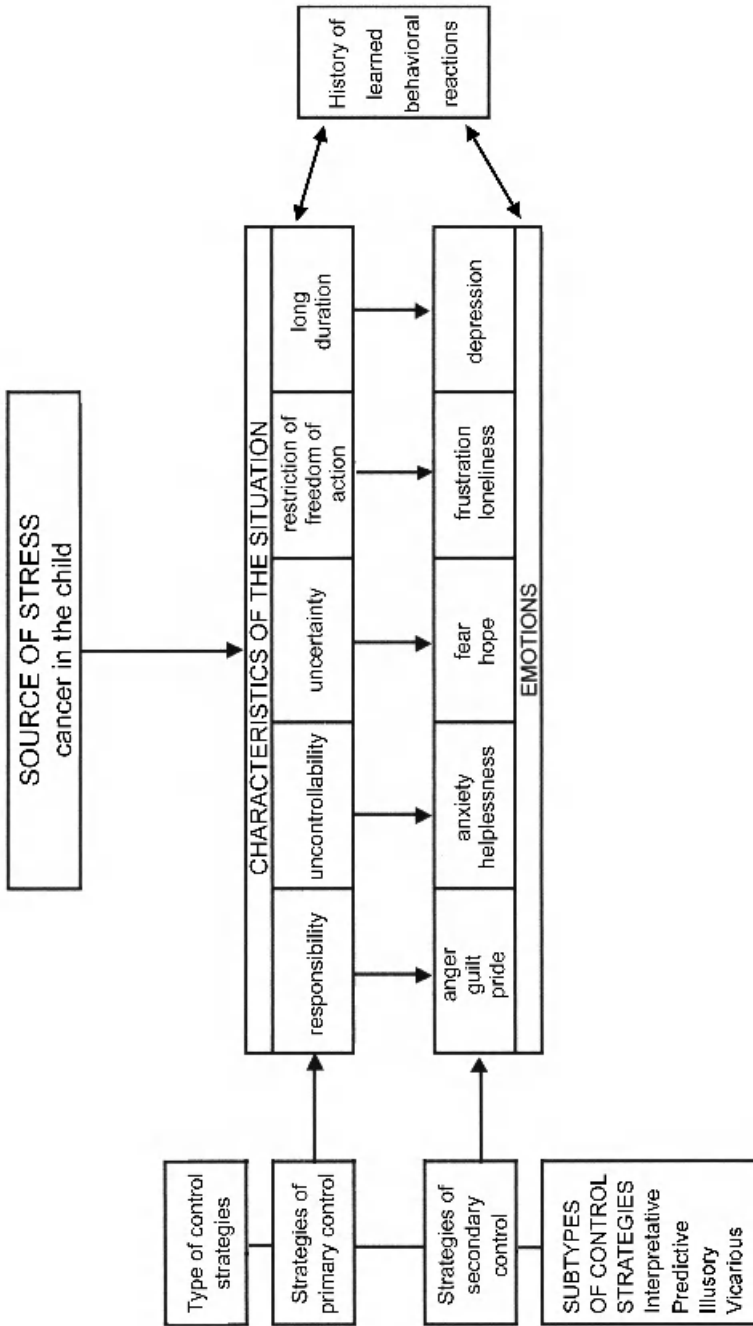 SOURCE OF STRESS
cancer in the child
CHARACTERISTICS OF THE SITUATION
responsibility
uncontrollability
uncertainty
restriction of
freedom of
action
long
duration
History of
learned
behavioral
reactions
anger
guilt
pride
anxiety
helplessness
fear
hope
frustration
loneliness
depression
EMOTIONS
Type of control
strategies
Strategies of
primary control
Strategies of
secondary
control
SUBTYPES
OF CONTROL
STRATEGIES
Interpretative
Predictive
Illusory
Vicarious